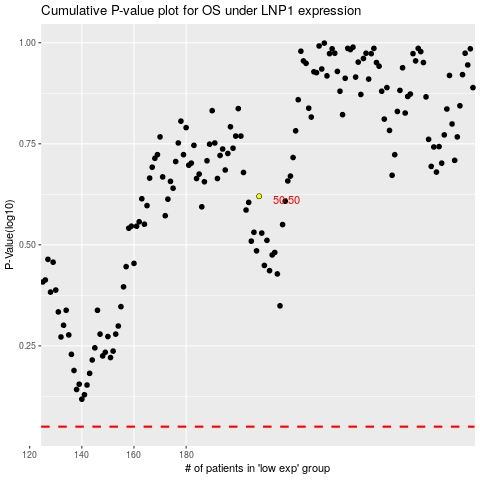 Cumulative P-value plot for OS under LNP1 expression
P-Value(log10)
1.00
0.75
0.50
0.25
50-50
120 140 160 180
# of patients in 'low exp' group